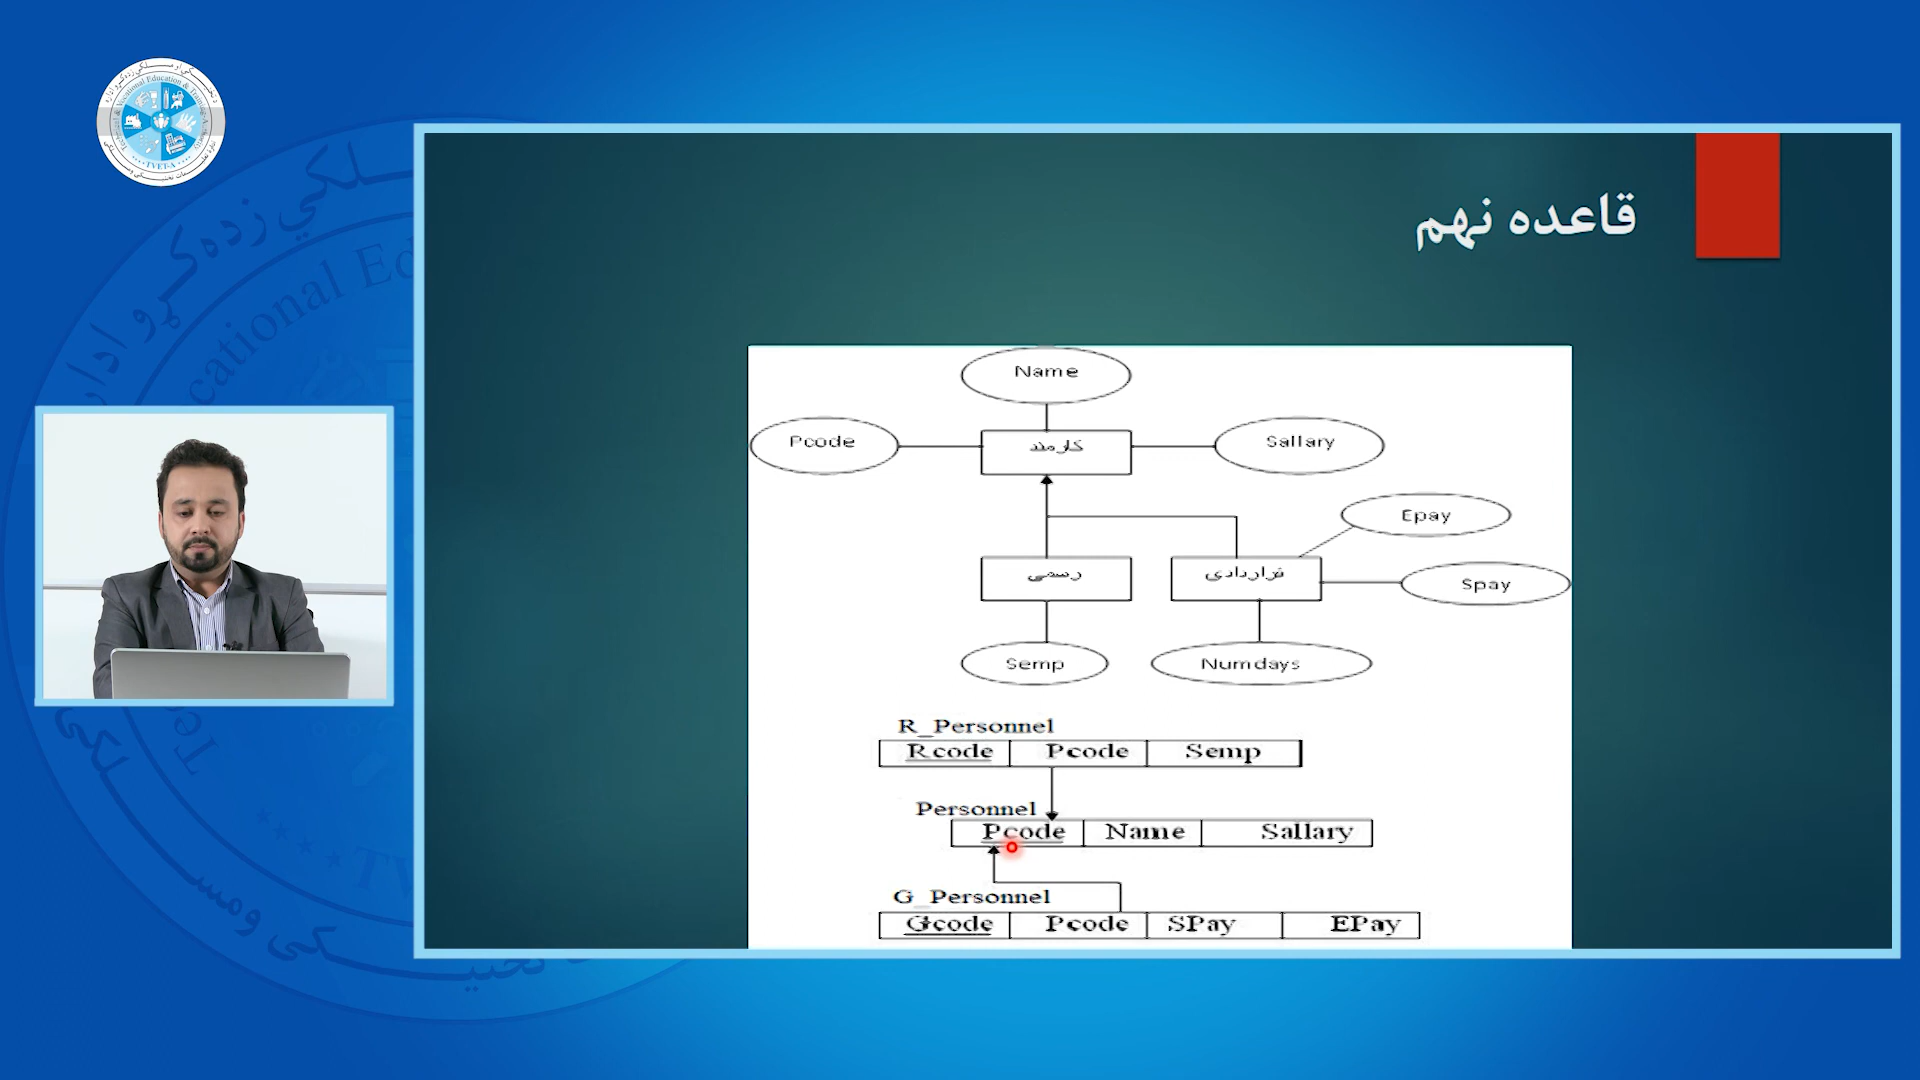 قاعده نهم
Name
Pcode
کارمند
Sallary
Epay
رسمی
قراردادی
Spay
Semp
Numdays
R_Personnel
Rcode Pcode Semp
Personnel
Pcode Name Sallary
G_Personnel
Gcode Pcode SPay EPay
TVET-A